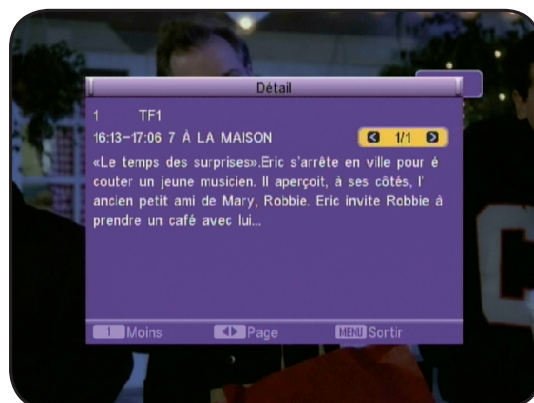 Détail
1 TF1
16:13-17:06 7 À LA MAISON 1/1
«Le temps des surprises».Eric s'arrête en ville pour é
couter un jeune musicien. Il aperçoit, à ses côtés, l'
ancien petit ami de Mary, Robbie. Eric invite Robbie à
prendre un café avec lui...
1 Moins Page MENU Sortir
C